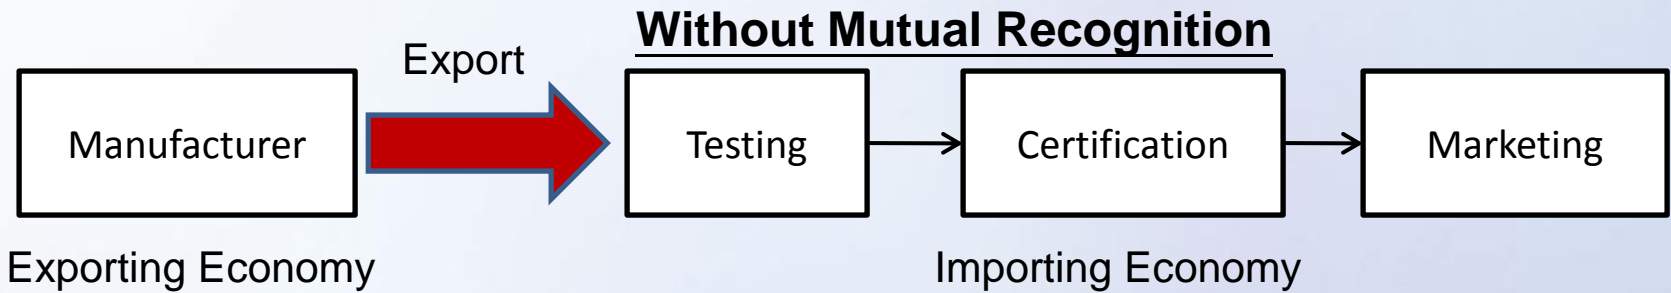 Without Mutual Recognition
Export
Manufacturer
Testing
Certification
Marketing
Exporting Economy
Importing Economy